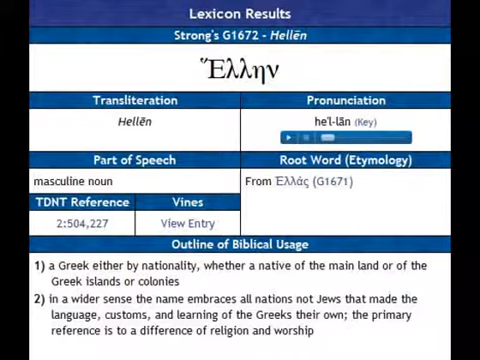 Lexicon Results
Strong's G1672 - Hellēn
Ἕλλην
Transliteration
Hellēn
Pronunciation
he'l-lān (Key)
Part of Speech
masculine noun
Root Word (Etymology)
From Ἑλλάς (G1671)
TDNT Reference
2:504,227
Vines
View Entry
Outline of Biblical Usage
1) a Greek either by nationality, whether a native of the main land or of the
Greek islands or colonies
2) in a wider sense the name embraces all nations not Jews that made the
language, customs, and learning of the Greeks their own; the primary
reference is to a difference of religion and worship